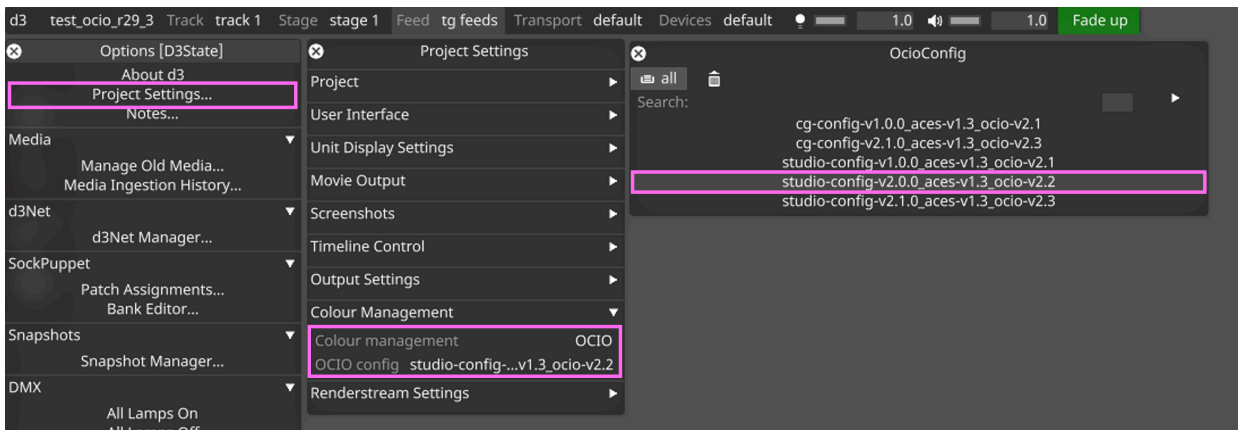 d3 test_ocio_r29_3 Track track 1 Stage stage 1 Feed tg feeds Transport default Devices default 1.0 1.0 Fade up
Options [D3State]
About d3
Project Settings...
Notes...
Media
Manage Old Media...
Media Ingestion History...
d3Net
d3Net Manager...
SockPuppet
Patch Assignments...
Bank Editor...
Snapshots
Snapshot Manager...
DMX
All Lamps On
Project Settings
Project
User Interface
Unit Display Settings
Movie Output
Screenshots
Timeline Control
Output Settings
Colour Management
Colour management OCIO
OCIO config studio-config-...v1.3_ocio-v2.2
Renderstream Settings
OcioConfig
all
Search:
cg-config-v1.0.0_aces-v1.3_ocio-v2.1
cg-config-v2.1.0_aces-v1.3_ocio-v2.3
studio-config-v1.0.0_aces-v1.3_ocio-v2.1
studio-config-v2.0.0_aces-v1.3_ocio-v2.2
studio-config-v2.1.0_aces-v1.3_ocio-v2.3